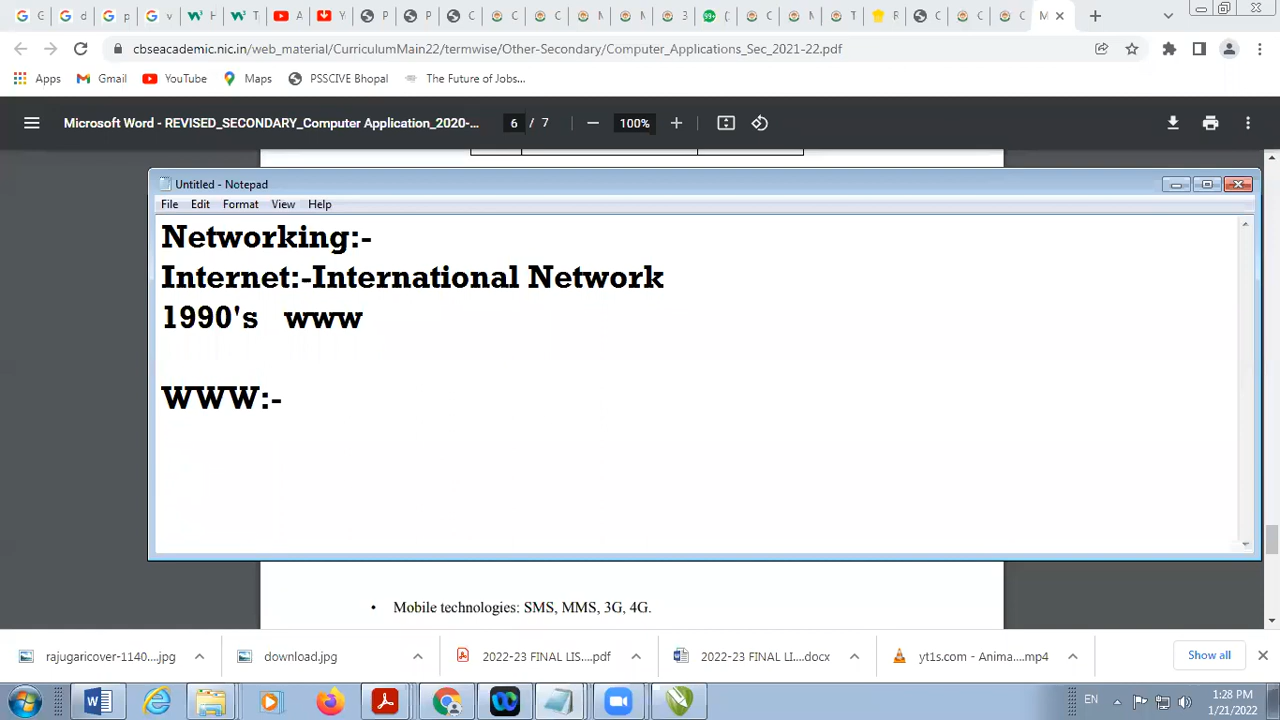 cbseacademic.nic.in/web_material/CurriculumMain22/termwise/Other-Secondary/Computer_Applications_Sec_2021-22.pdf
Apps Gmail YouTube Maps PSSCIVE Bhopal The Future of Jobs...
Microsoft Word - REVISED_SECONDARY_Computer Application_2020-... 6 / 7 100%
Untitled - Notepad
File Edit Format View Help
Networking:-
Internet:-International Network
1990's www
WWW:-
• Mobile technologies: SMS, MMS, 3G, 4G.
rajugaricover-1140....jpg download.jpg 2022-23 FINAL LIS....pdf 2022-23 FINAL LI....docx yt1s.com - Anima....mp4 Show all
EN 1:28 PM
1/21/2022